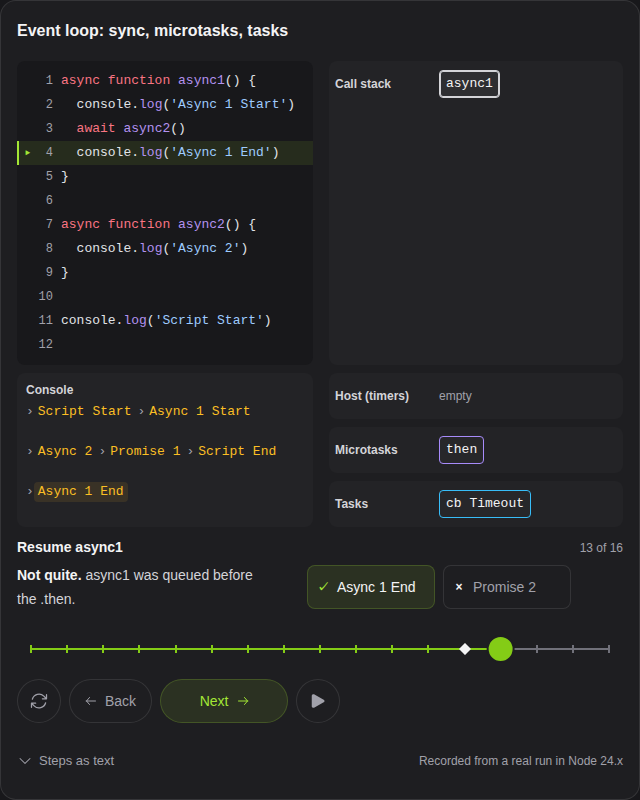 Event loop: sync, microtasks, tasks
1 async function async1() {
2 console.log('Async 1 Start')
3 await async2()
▸ 4 console.log('Async 1 End')
5 }
6
7 async function async2() {
8 console.log('Async 2')
9 }
10
11 console.log('Script Start')
12
Call stack async1
Console
› Script Start › Async 1 Start
› Async 2 › Promise 1 › Script End
› Async 1 End
Host (timers) empty
Microtasks then
Tasks cb Timeout
Resume async1 13 of 16
Not quite. async1 was queued before
the .then.
✓ Async 1 End × Promise 2
← Back Next →
Steps as text Recorded from a real run in Node 24.x